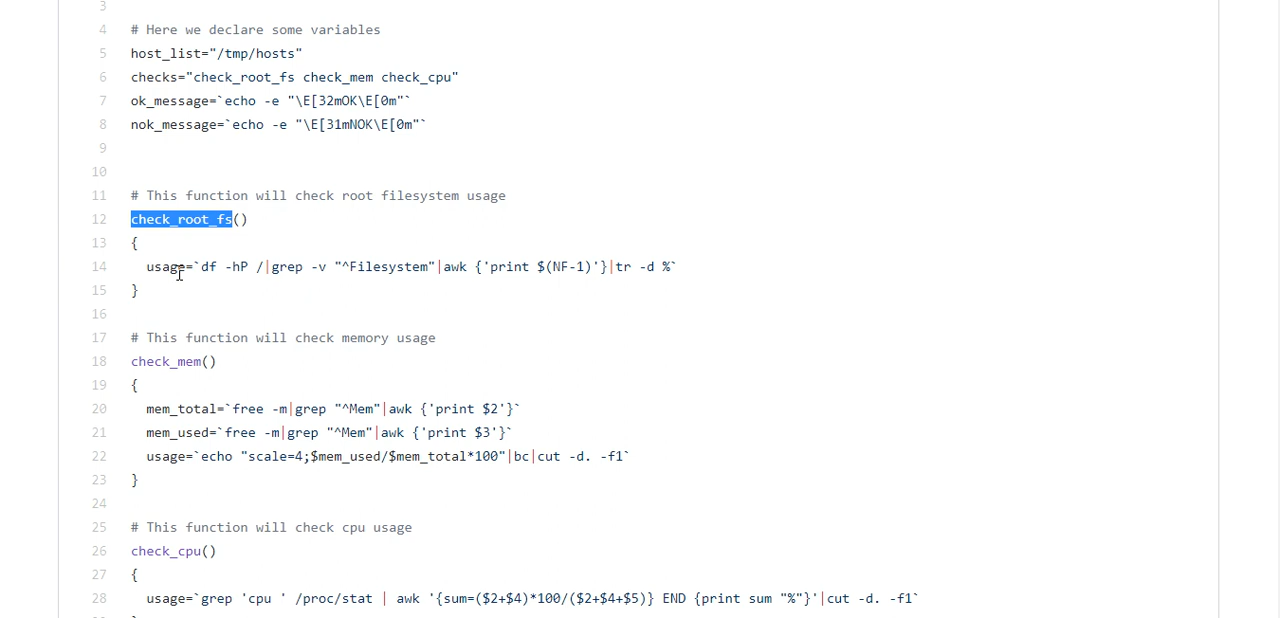 3
4 # Here we declare some variables
5 host_list="/tmp/hosts"
6 checks="check_root_fs check_mem check_cpu"
7 ok_message=`echo -e "\E[32mOK\E[0m"`
8 nok_message=`echo -e "\E[31mNOK\E[0m"`
9
10
11 # This function will check root filesystem usage
12 check_root_fs()
13 {
14 usage=`df -hP /|grep -v "^Filesystem"|awk {'print $(NF-1)'}|tr -d %`
15 }
16
17 # This function will check memory usage
18 check_mem()
19 {
20 mem_total=`free -m|grep "^Mem"|awk {'print $2'}`
21 mem_used=`free -m|grep "^Mem"|awk {'print $3'}`
22 usage=`echo "scale=4;$mem_used/$mem_total*100"|bc|cut -d. -f1`
23 }
24
25 # This function will check cpu usage
26 check_cpu()
27 {
28 usage=`grep 'cpu ' /proc/stat | awk '{sum=($2+$4)*100/($2+$4+$5)} END {print sum "%"}'|cut -d. -f1`